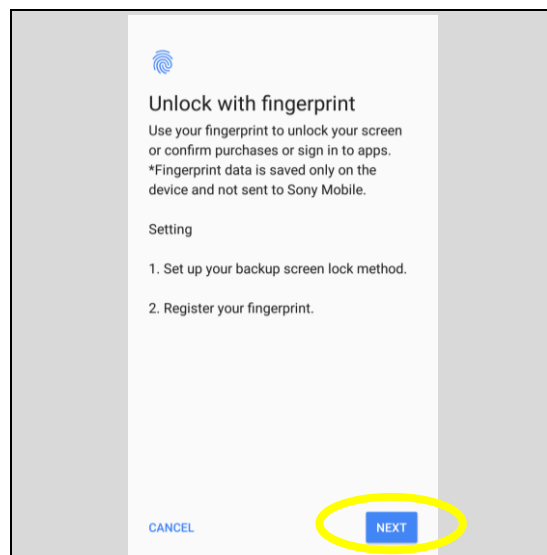 Unlock with fingerprint
Use your fingerprint to unlock your screen
or confirm purchases or sign in to apps.
*Fingerprint data is saved only on the
device and not sent to Sony Mobile.
Setting
1. Set up your backup screen lock method.
2. Register your fingerprint.
CANCEL NEXT